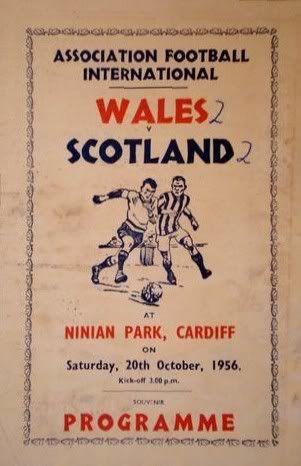 ASSOCIATION FOOTBALL
INTERNATIONAL
WALES 2
v
SCOTLAND 2
AT
NINIAN PARK, CARDIFF
ON
Saturday, 20th October, 1956.
Kick-off 3.00 p.m.
SOUVENIR
PROGRAMME